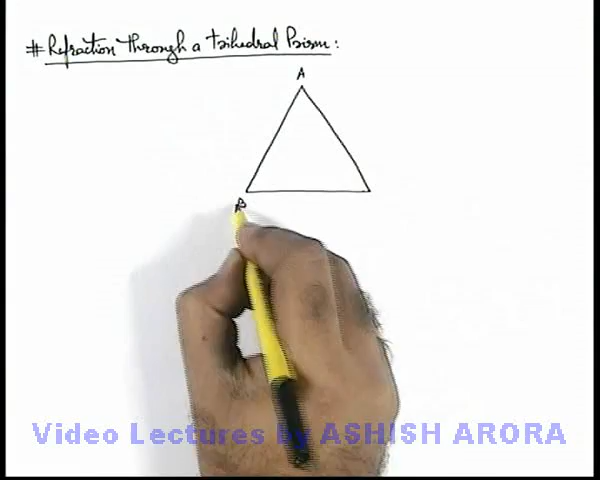 # Refraction Through a Trihedral Prism :
A
B
Video Lectures by ASHISH ARORA